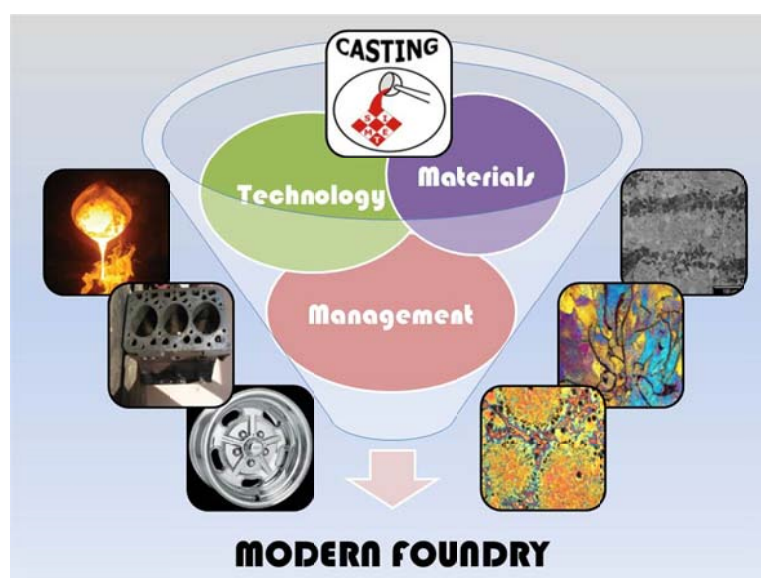 CASTING
S I
M E
T
Technology
Materials
Management
MODERN FOUNDRY